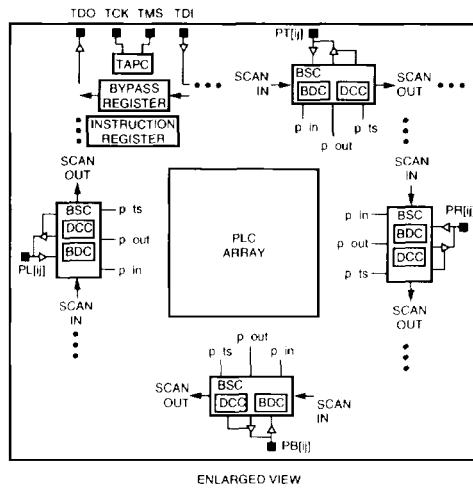 TDO TCK TMS TDI
PT[ij]
TAPC
BYPASS
REGISTER
INSTRUCTION
REGISTER
SCAN
IN
BSC
BDC DCC
SCAN
OUT
p in
p out
p ts
SCAN
OUT
BSC
DCC
BDC
p ts
p out
p in
PL[ij]
SCAN
IN
PLC
ARRAY
SCAN
IN
p in
p out
p ts
BSC
BDC
DCC
PR[ij]
SCAN
OUT
p ts
p out
p in
BSC
DCC BDC
SCAN
OUT
SCAN
IN
PB[ij]
ENLARGED VIEW